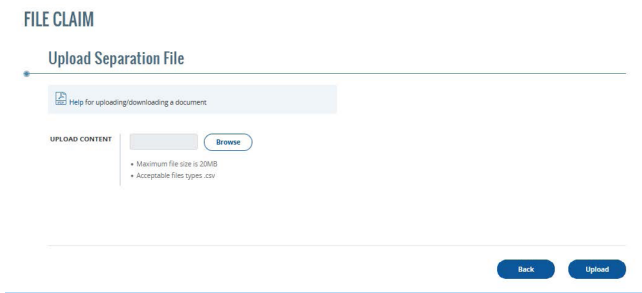 FILE CLAIM
Upload Separation File
PDF Help for uploading/downloading a document
UPLOAD CONTENT Browse
• Maximum file size is 20MB
• Acceptable files types .csv
Back Upload